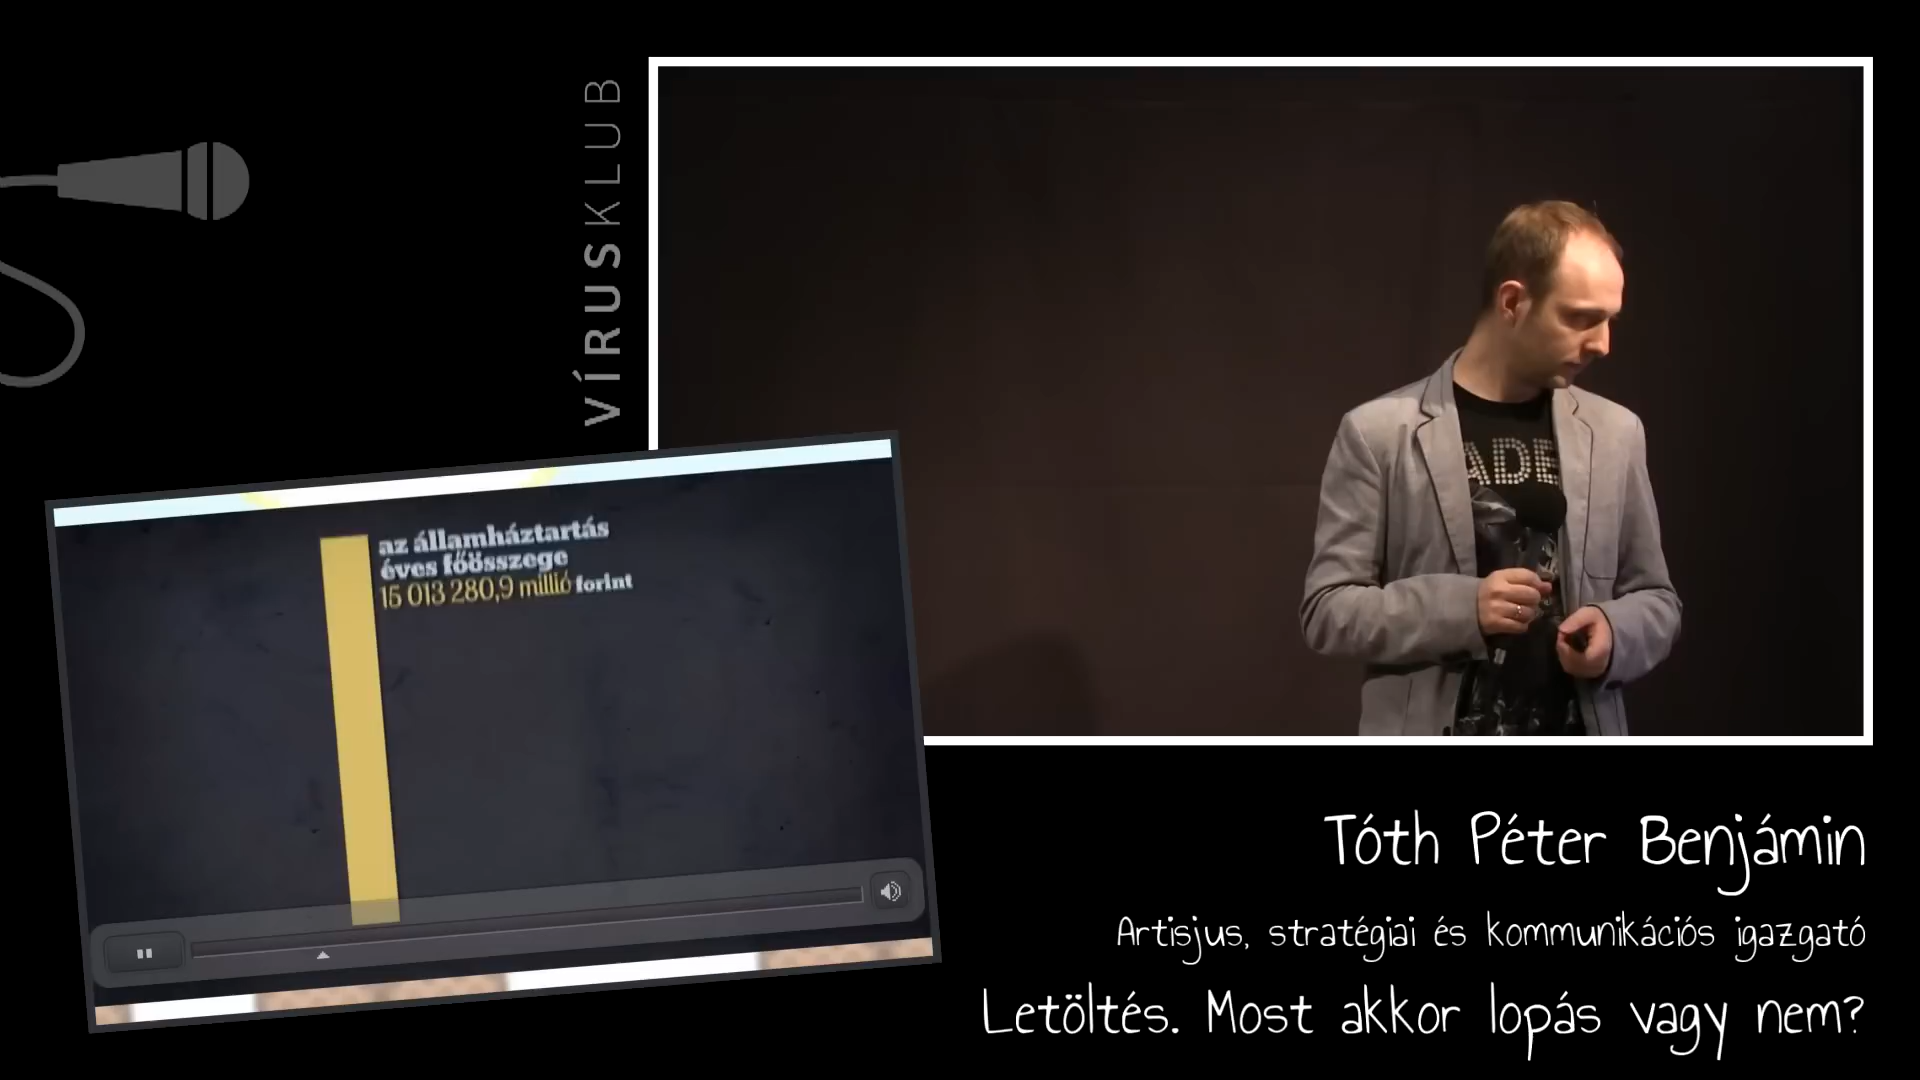 VÍRUSKLUB
ADE
az államháztartás
éves főösszege
15 013 280,9 millió forint
Tóth Péter Benjámin
Artisjus, stratégiai és kommunikációs igazgató
Letöltés. Most akkor lopás vagy nem?